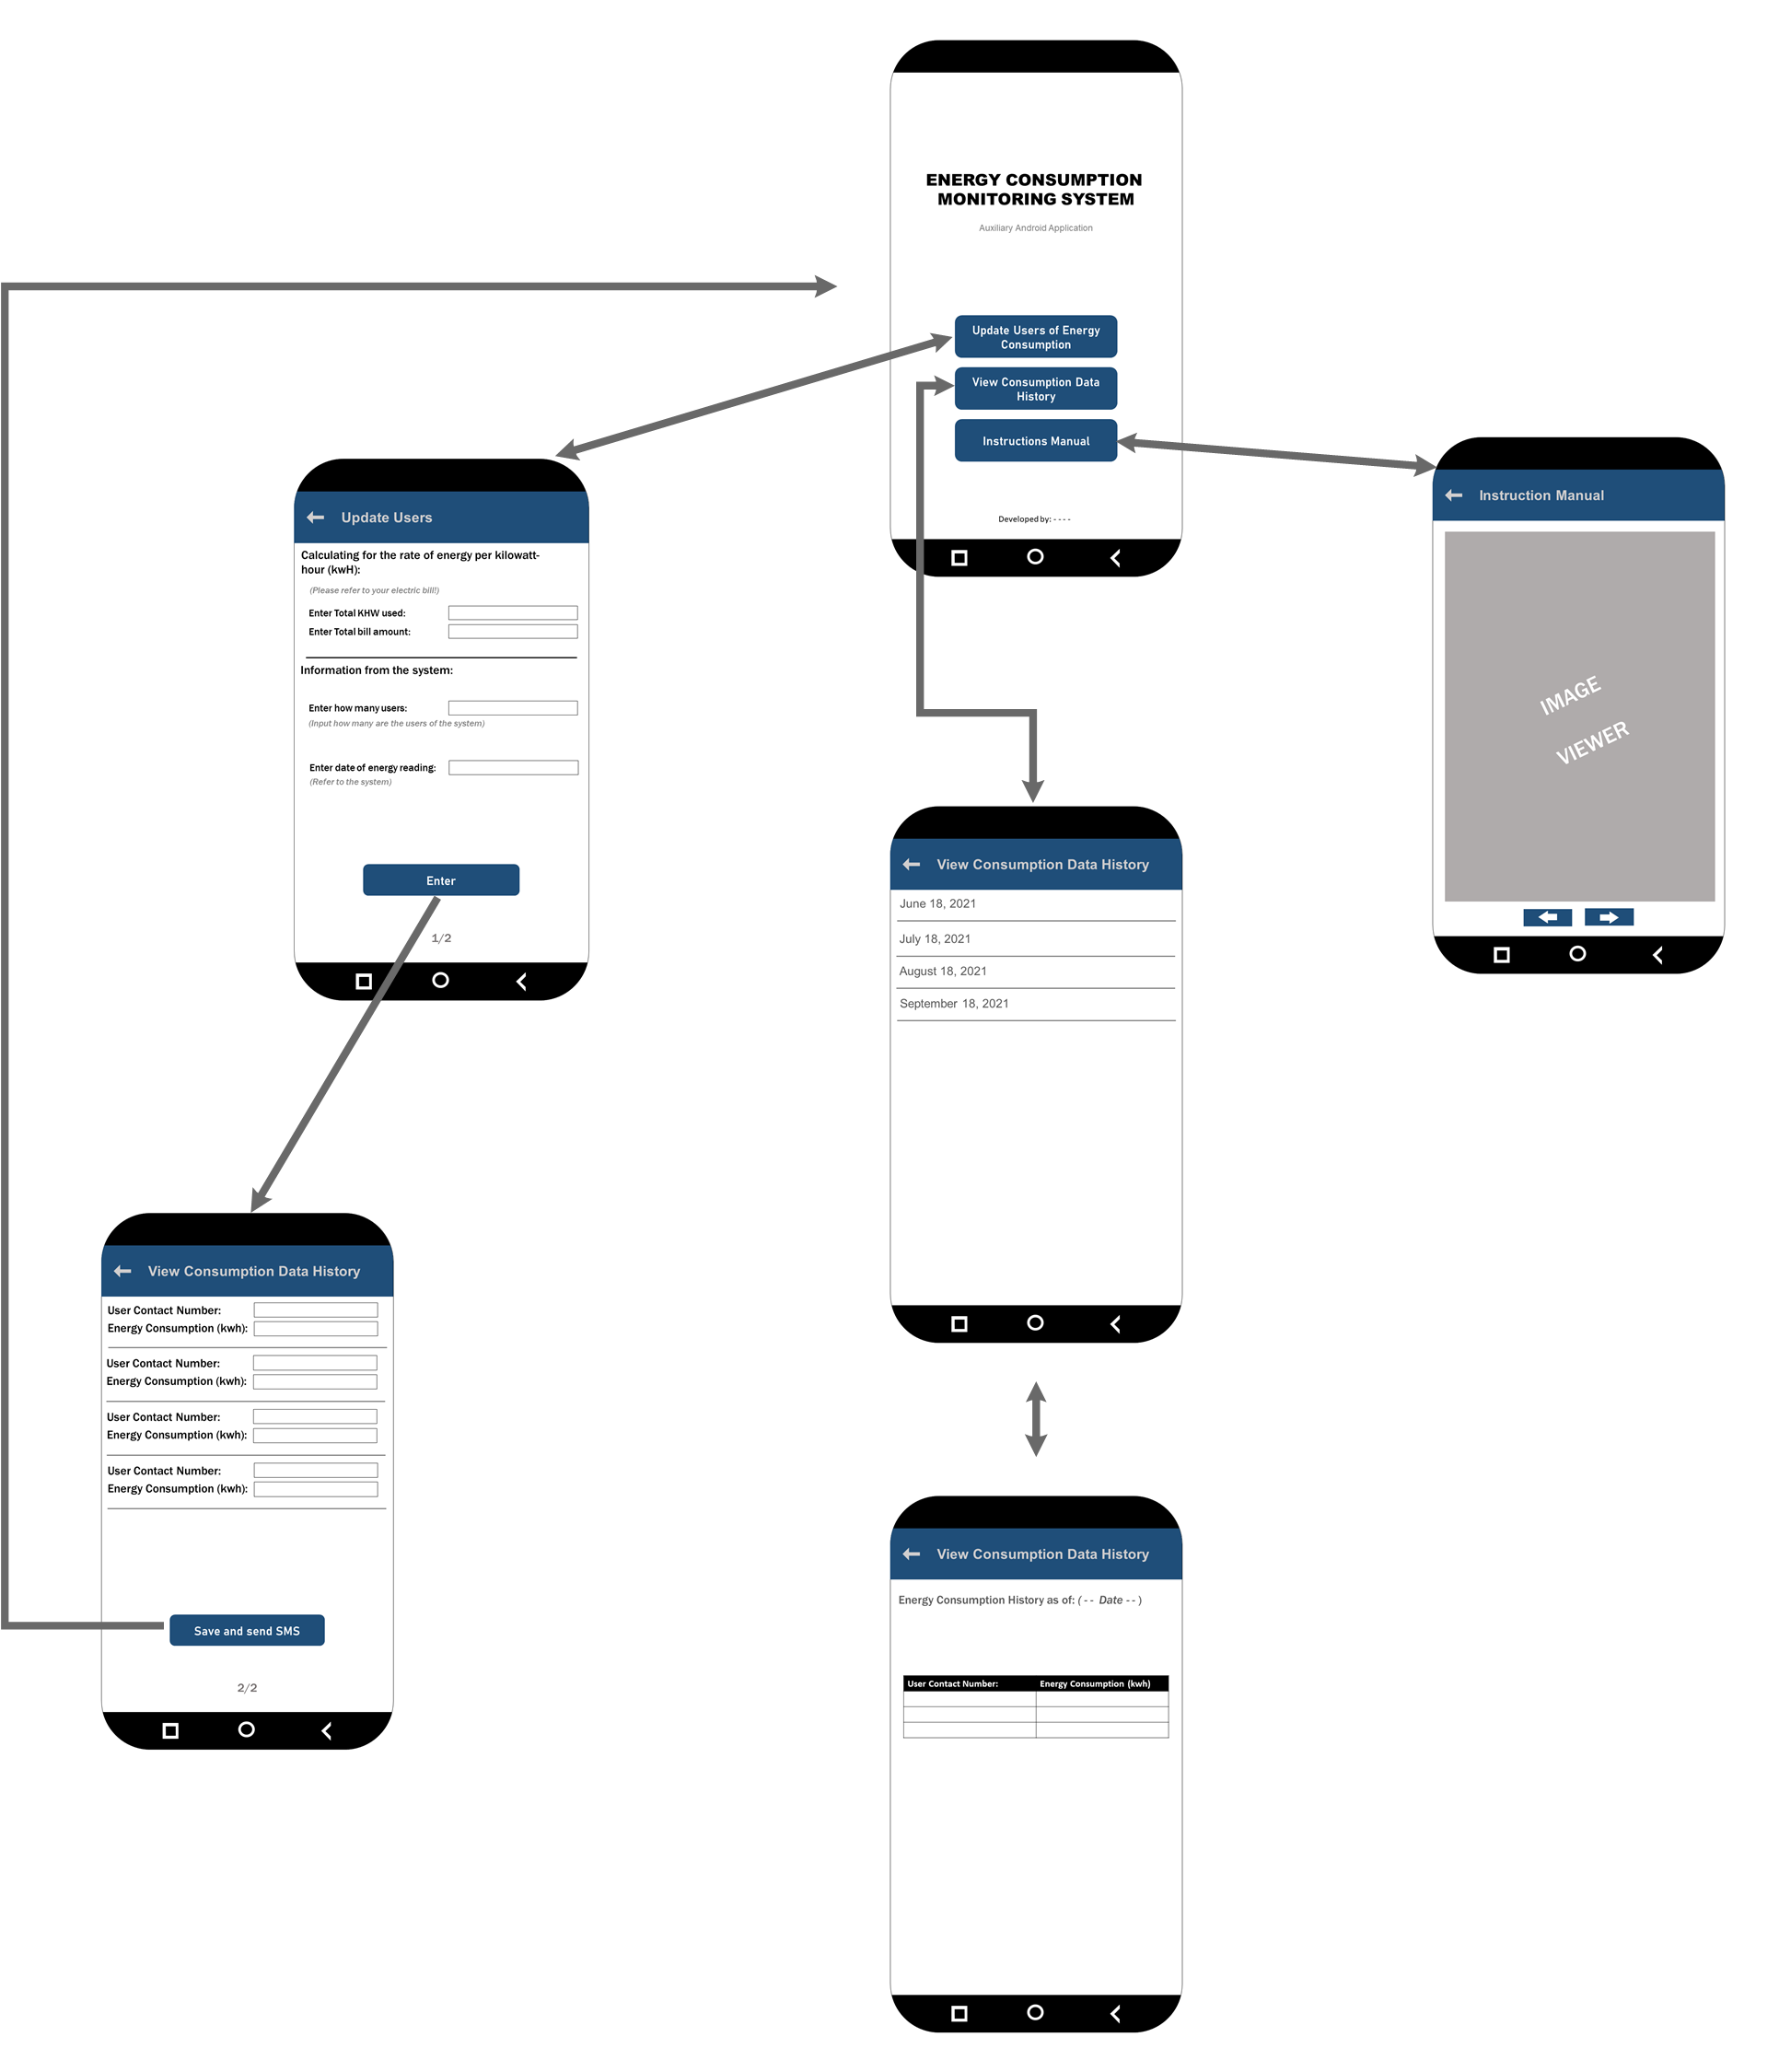 ENERGY CONSUMPTION
MONITORING SYSTEM
Auxiliary Android Application
Update Users of Energy
Consumption
View Consumption Data
History
Instructions Manual
Developed by: - - - -
Update Users
Calculating for the rate of energy per kilowatt-
hour (kwH):
(Please refer to your electric bill!)
Enter Total KHW used:
Enter Total bill amount:
Information from the system:
Enter how many users:
(Input how many are the users of the system)
Enter date of energy reading:
(Refer to the system)
Enter
1/2
Instruction Manual
IMAGE
VIEWER
View Consumption Data History
June 18, 2021
July 18, 2021
August 18, 2021
September 18, 2021
View Consumption Data History
User Contact Number:
Energy Consumption (kwh):
User Contact Number:
Energy Consumption (kwh):
User Contact Number:
Energy Consumption (kwh):
User Contact Number:
Energy Consumption (kwh):
Save and send SMS
2/2
View Consumption Data History
Energy Consumption History as of: ( - - Date - - )
User Contact Number: Energy Consumption (kwh)